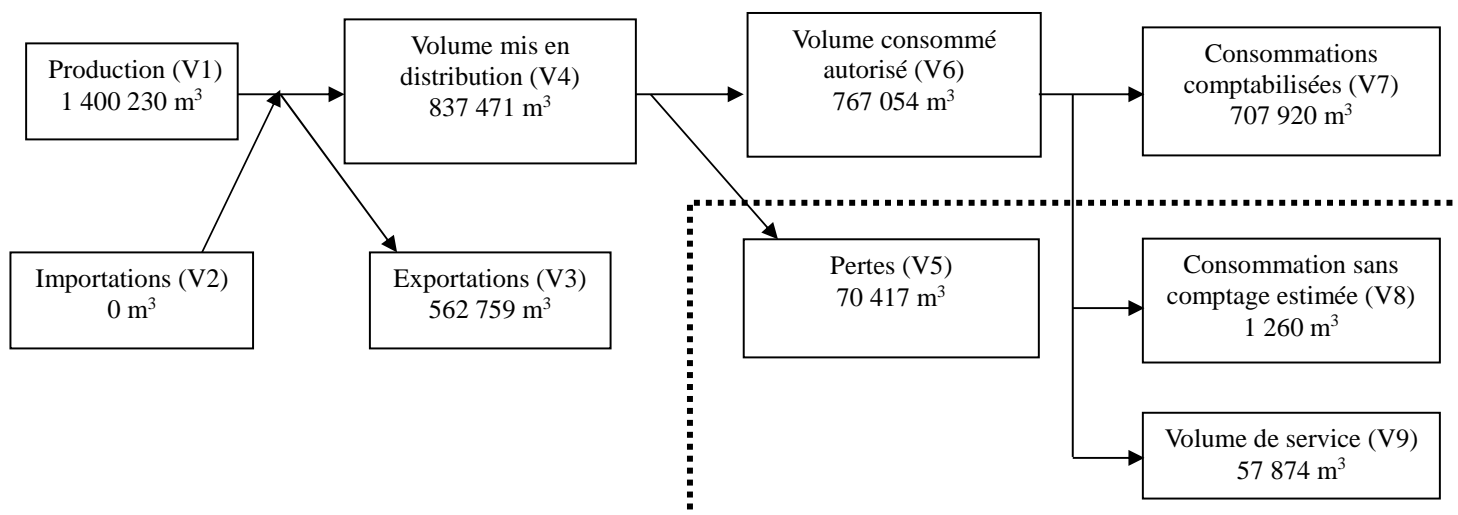 Production (V1)
1 400 230 m³
Volume mis en
distribution (V4)
837 471 m³
Volume consommé
autorisé (V6)
767 054 m³
Consommations
comptabilisées (V7)
707 920 m³
Importations (V2)
0 m³
Exportations (V3)
562 759 m³
Pertes (V5)
70 417 m³
Consommation sans
comptage estimée (V8)
1 260 m³
Volume de service (V9)
57 874 m³